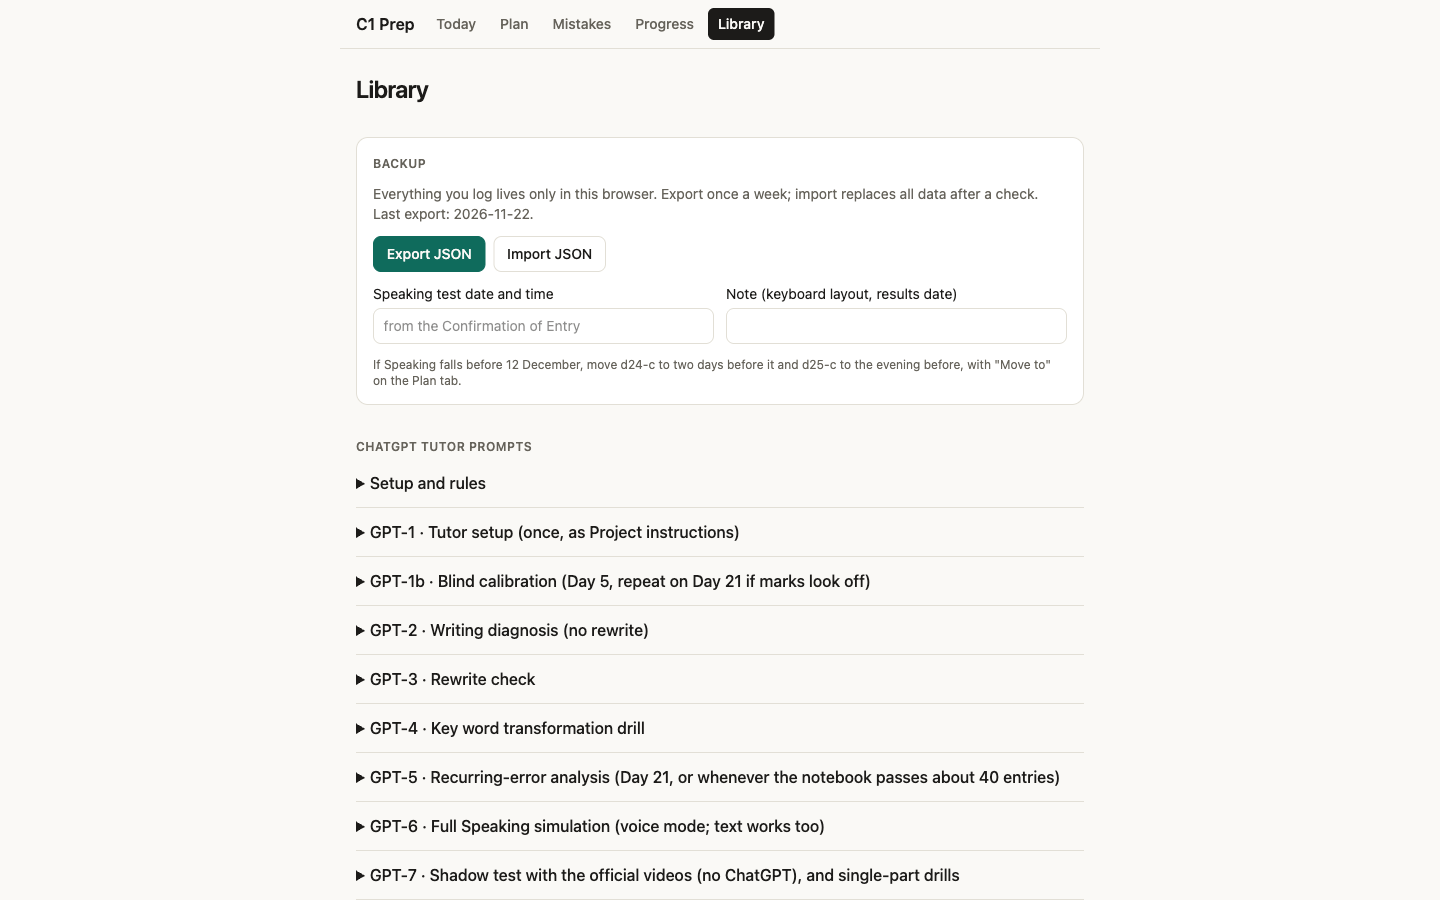 C1 Prep Today Plan Mistakes Progress Library
Library
BACKUP
Everything you log lives only in this browser. Export once a week; import replaces all data after a check.
Last export: 2026-11-22.
Export JSON Import JSON
Speaking test date and time Note (keyboard layout, results date)
from the Confirmation of Entry
If Speaking falls before 12 December, move d24-c to two days before it and d25-c to the evening before, with "Move to"
on the Plan tab.
CHATGPT TUTOR PROMPTS
Setup and rules
GPT-1 · Tutor setup (once, as Project instructions)
GPT-1b · Blind calibration (Day 5, repeat on Day 21 if marks look off)
GPT-2 · Writing diagnosis (no rewrite)
GPT-3 · Rewrite check
GPT-4 · Key word transformation drill
GPT-5 · Recurring-error analysis (Day 21, or whenever the notebook passes about 40 entries)
GPT-6 · Full Speaking simulation (voice mode; text works too)
GPT-7 · Shadow test with the official videos (no ChatGPT), and single-part drills